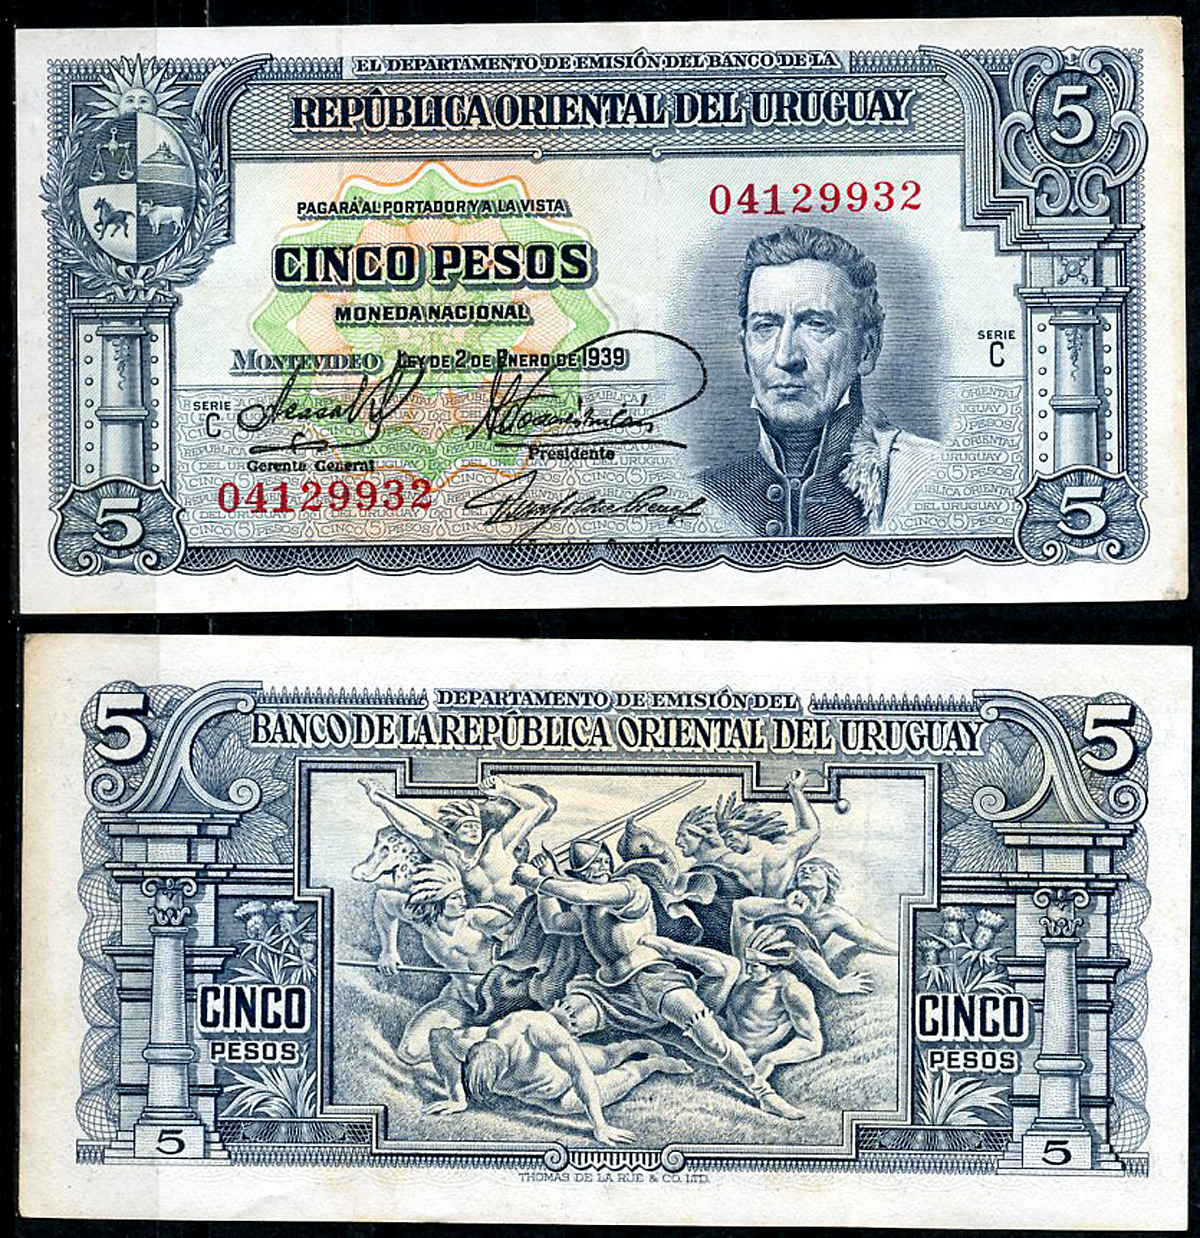 EL DEPARTAMENTO DE EMISIÓN DEL BANCO DE LA
REPÚBLICA ORIENTAL DEL URUGUAY
5
PAGARÁ AL PORTADOR Y A LA VISTA
04129932
CINCO PESOS
MONEDA NACIONAL
MONTEVIDEO LEY DE 2 DE ENERO DE 1939
SERIE
C
SERIE
C
Gerente General
Presidente
04129932
5
5
DEPARTAMENTO DE EMISIÓN DEL
BANCO DE LA REPÚBLICA ORIENTAL DEL URUGUAY
5
5
CINCO
PESOS
CINCO
PESOS
5
5
THOMAS DE LA RUE & CO. LTD.